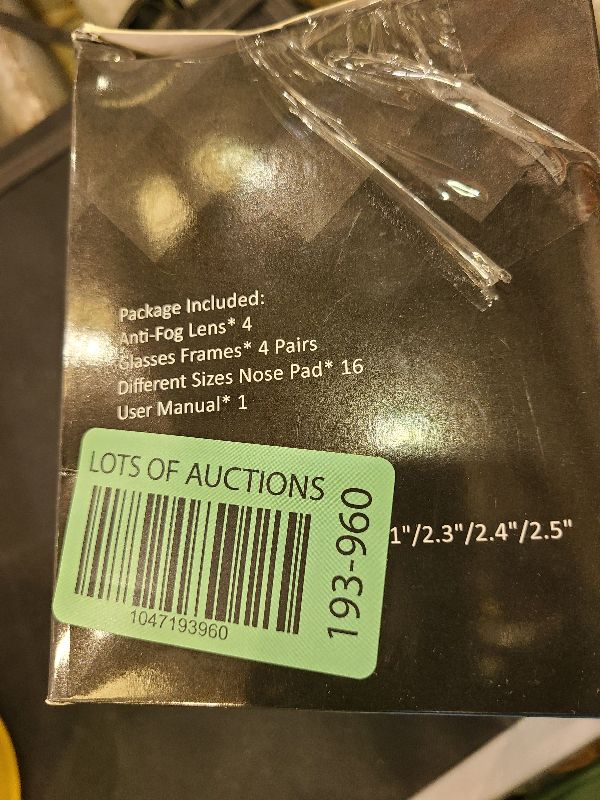 Package Included:
Anti-Fog Lens* 4
Glasses Frames* 4 Pairs
Different Sizes Nose Pad* 16
User Manual* 1
LOTS OF AUCTIONS
1047193960
193-960
1"/2.3"/2.4"/2.5"